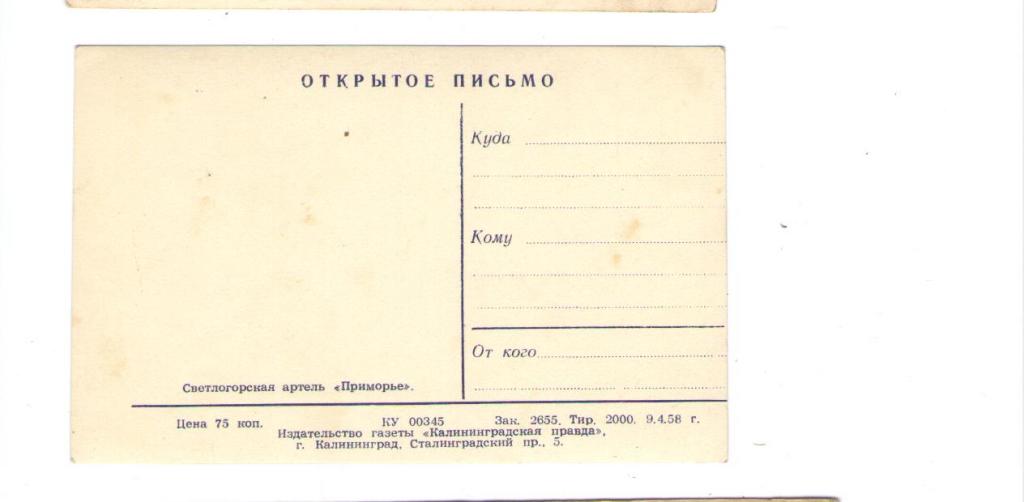 ОТКРЫТОЕ ПИСЬМО
Куда
Кому
От кого
Светлогорская артель «Приморье».
Цена 75 коп. КУ 00345 Зак. 2655. Тир. 2000. 9.4.58 г.
Издательство газеты «Калининградская правда»,
г. Калининград, Сталинградский пр., 5.